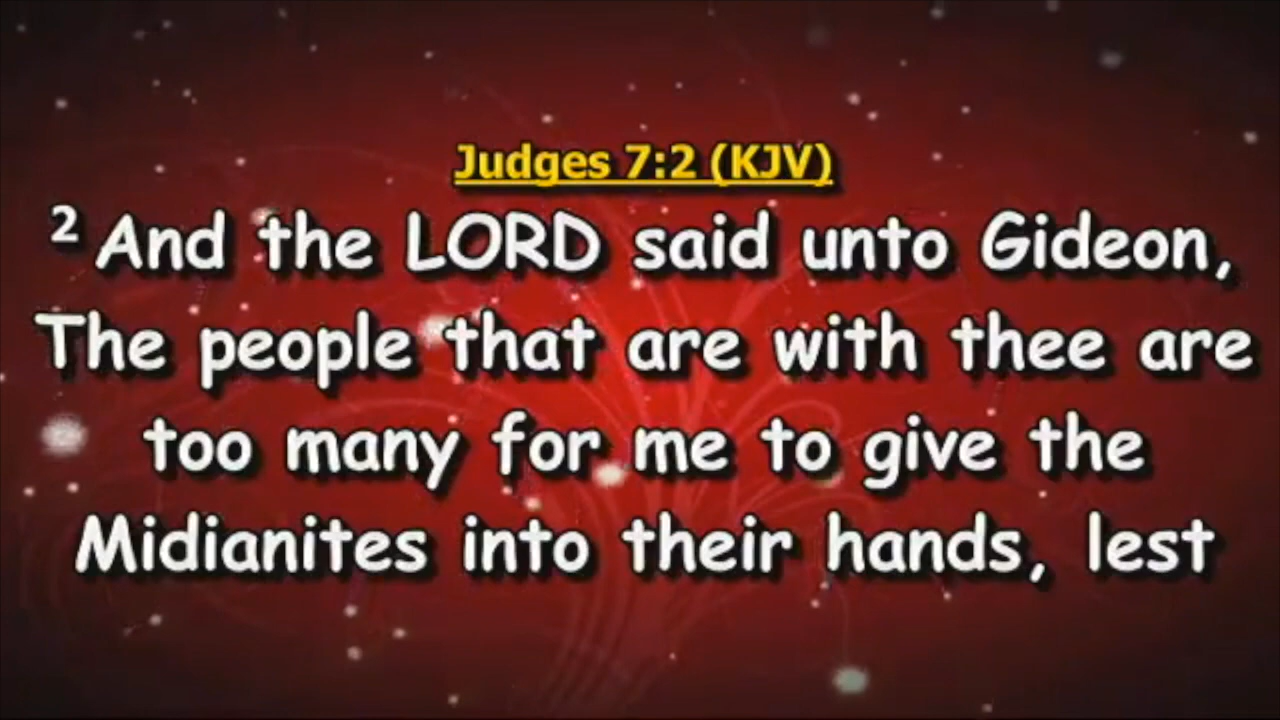 Judges 7:2 (KJV)
2 And the LORD said unto Gideon,
The people that are with thee are
too many for me to give the
Midianites into their hands, lest